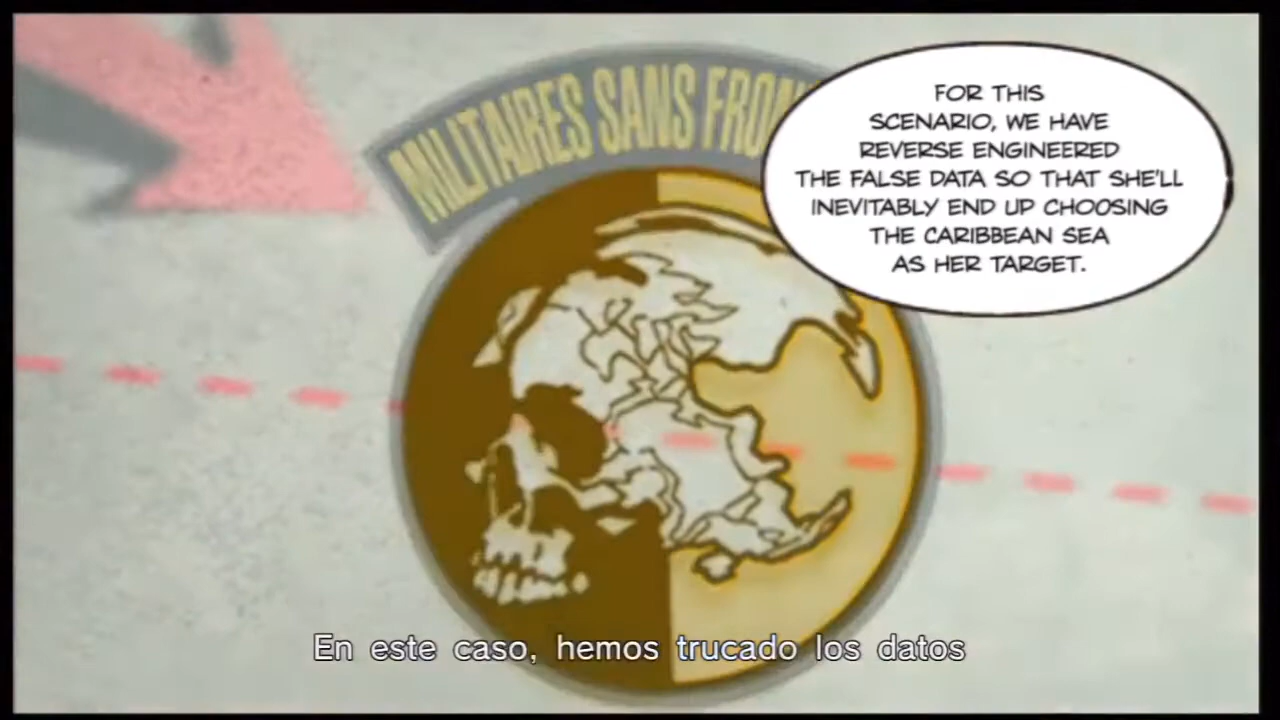 MILITAIRES SANS
FOR THIS
SCENARIO, WE HAVE
REVERSE ENGINEERED
THE FALSE DATA SO THAT SHE'LL
INEVITABLY END UP CHOOSING
THE CARIBBEAN SEA
AS HER TARGET.
En este caso, hemos trucado los datos